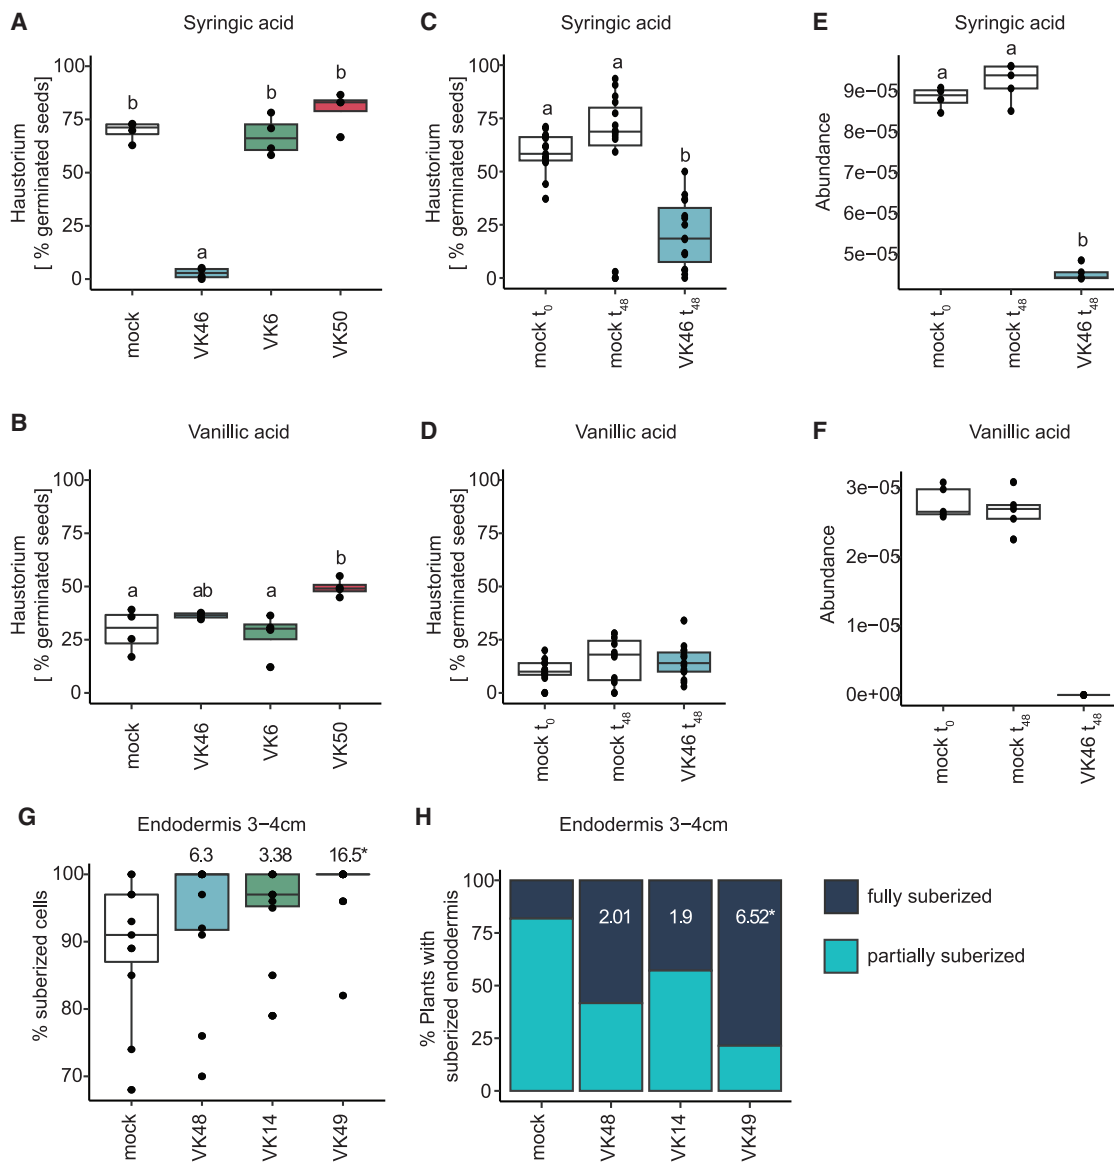 A
Syringic acid
Haustorium
[ % germinated seeds]
100
75
50
25
0
b
a
b
b
mock
VK46
VK6
VK50
C
Syringic acid
Haustorium
[ % germinated seeds]
100
75
50
25
0
a
a
b
mock t0
mock t48
VK46 t48
E
Syringic acid
Abundance
9e−05
8e−05
7e−05
6e−05
5e−05
a
a
b
mock t0
mock t48
VK46 t48
B
Vanillic acid
Haustorium
[ % germinated seeds]
100
75
50
25
0
a
ab
a
b
mock
VK46
VK6
VK50
D
Vanillic acid
Haustorium
[ % germinated seeds]
100
75
50
25
0
mock t0
mock t48
VK46 t48
F
Vanillic acid
Abundance
3e−05
2e−05
1e−05
0e+00
mock t0
mock t48
VK46 t48
G
Endodermis 3−4cm
% suberized cells
100
90
80
70
6.3
3.38
16.5*
mock
VK48
VK14
VK49
H
Endodermis 3−4cm
% Plants with
suberized endodermis
100
75
50
25
0
2.01
1.9
6.52*
mock
VK48
VK14
VK49
fully suberized
partially suberized